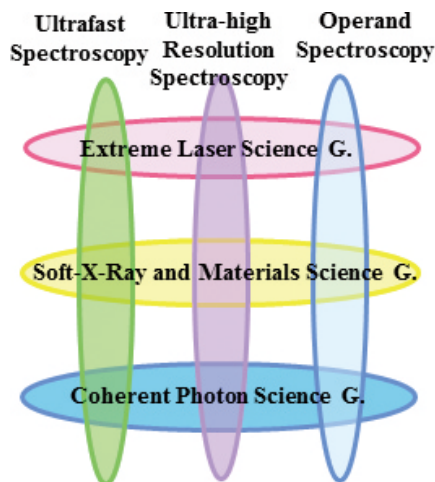 Ultrafast
Spectroscopy
Ultra-high
Resolution
Spectroscopy
Operand
Spectroscopy
Extreme Laser Science G.
Soft-X-Ray and Materials Science G.
Coherent Photon Science G.